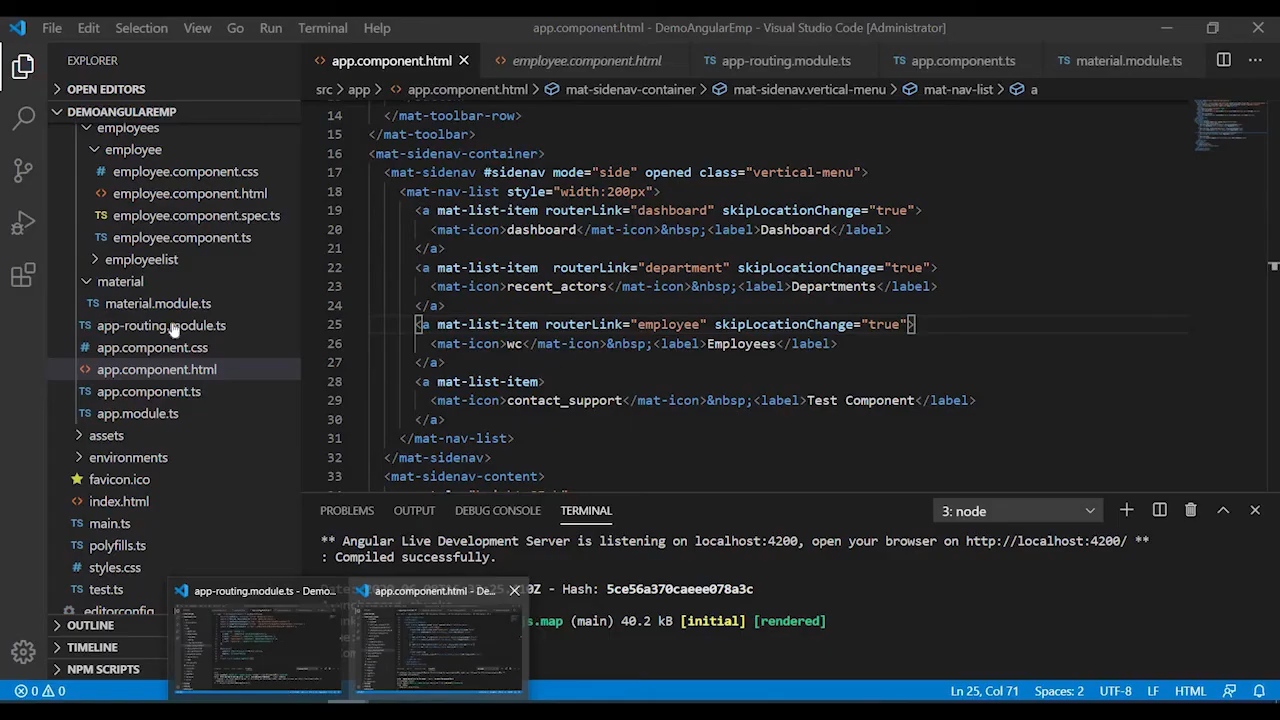 File Edit Selection View Go Run Terminal Help
app.component.html - DemoAngularEmp - Visual Studio Code [Administrator]
EXPLORER
OPEN EDITORS
DEMOANGULAREMP
employees
employee
employee.component.css
employee.component.html
employee.component.spec.ts
employee.component.ts
employeelist
material
TS material.module.ts
TS app-routing.module.ts
app.component.css
app.component.html
TS app.component.ts
TS app.module.ts
assets
environments
favicon.ico
index.html
TS main.ts
TS polyfills.ts
styles.css
OUTLINE
NPM SCRIPTS
app.component.html employee.component.html TS app-routing.module.ts TS app.component.ts TS material.module.ts
src app app.component.html mat-sidenav-container mat-sidenav.vertical-menu mat-nav-list a
14 </mat-toolbar-row>
15 </mat-toolbar>
16 <mat-sidenav-container>
17 <mat-sidenav #sidenav mode="side" opened class="vertical-menu">
18 <mat-nav-list style="width:200px">
19 <a mat-list-item routerLink="dashboard" skipLocationChange="true">
20 <mat-icon>dashboard</mat-icon>&nbsp;<label>Dashboard</label>
21 </a>
22 <a mat-list-item  routerLink="department" skipLocationChange="true">
23 <mat-icon>recent_actors</mat-icon>&nbsp;<label>Departments</label>
24 </a>
25 <a mat-list-item routerLink="employee" skipLocationChange="true">
26 <mat-icon>wc</mat-icon>&nbsp;<label>Employees</label>
27 </a>
28 <a mat-list-item>
29 <mat-icon>contact_support</mat-icon>&nbsp;<label>Test Component</label>
30 </a>
31 </mat-nav-list>
32 </mat-sidenav>
33 <mat-sidenav-content>
PROBLEMS OUTPUT DEBUG CONSOLE TERMINAL 3: node
** Angular Live Development Server is listening on localhost:4200, open your browser on http://localhost:4200/ **
: Compiled successfully.
- Hash: 5ce56a3790c4cedb3e3c
s.map (main) 40.2 kB [initial] [rendered]
app-routing.module.ts - Demo... app.component.html - De...
0 0 Ln 25, Col 71 Spaces: 2 UTF-8 LF HTML